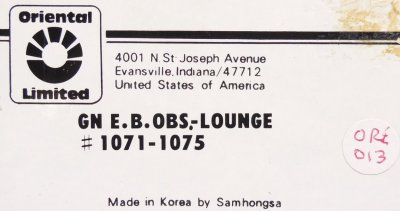 Oriental
Limited
4001 N St Joseph Avenue
Evansville, Indiana/47712
United States of America
GN E.B.OBS,-LOUNGE
# 1071-1075
ORI
013
Made in Korea by Samhongsa